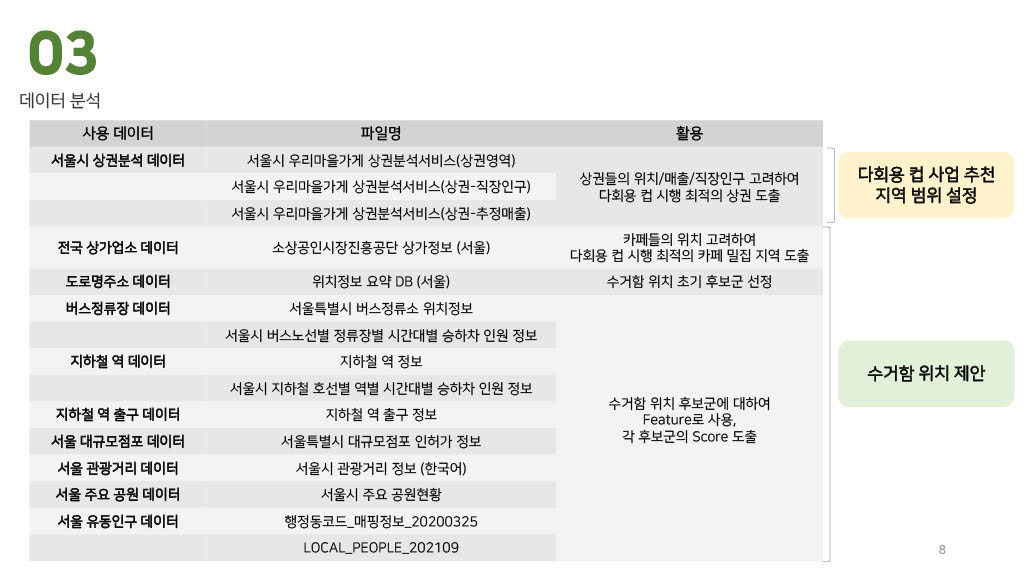 03
데이터 분석
사용 데이터 파일명 활용
서울시 상권분석 데이터 서울시 우리마을가게 상권분석서비스(상권영역)
서울시 우리마을가게 상권분석서비스(상권-직장인구)
서울시 우리마을가게 상권분석서비스(상권-추정매출)
상권들의 위치/매출/직장인구 고려하여
다회용 컵 시행 최적의 상권 도출
다회용 컵 사업 추천
지역 범위 설정
전국 상가업소 데이터 소상공인시장진흥공단 상가정보 (서울)
카페들의 위치 고려하여
다회용 컵 시행 최적의 카페 밀집 지역 도출
도로명주소 데이터 위치정보 요약 DB (서울) 수거함 위치 초기 후보군 선정
버스정류장 데이터 서울특별시 버스정류소 위치정보
서울시 버스노선별 정류장별 시간대별 승하차 인원 정보
지하철 역 데이터 지하철 역 정보
서울시 지하철 호선별 역별 시간대별 승하차 인원 정보
지하철 역 출구 데이터 지하철 역 출구 정보
서울 대규모점포 데이터 서울특별시 대규모점포 인허가 정보
서울 관광거리 데이터 서울시 관광거리 정보 (한국어)
서울 주요 공원 데이터 서울시 주요 공원현황
서울 유동인구 데이터 행정동코드_매핑정보_20200325
LOCAL_PEOPLE_202109
수거함 위치 후보군에 대하여
Feature로 사용,
각 후보군의 Score 도출
수거함 위치 제안
8